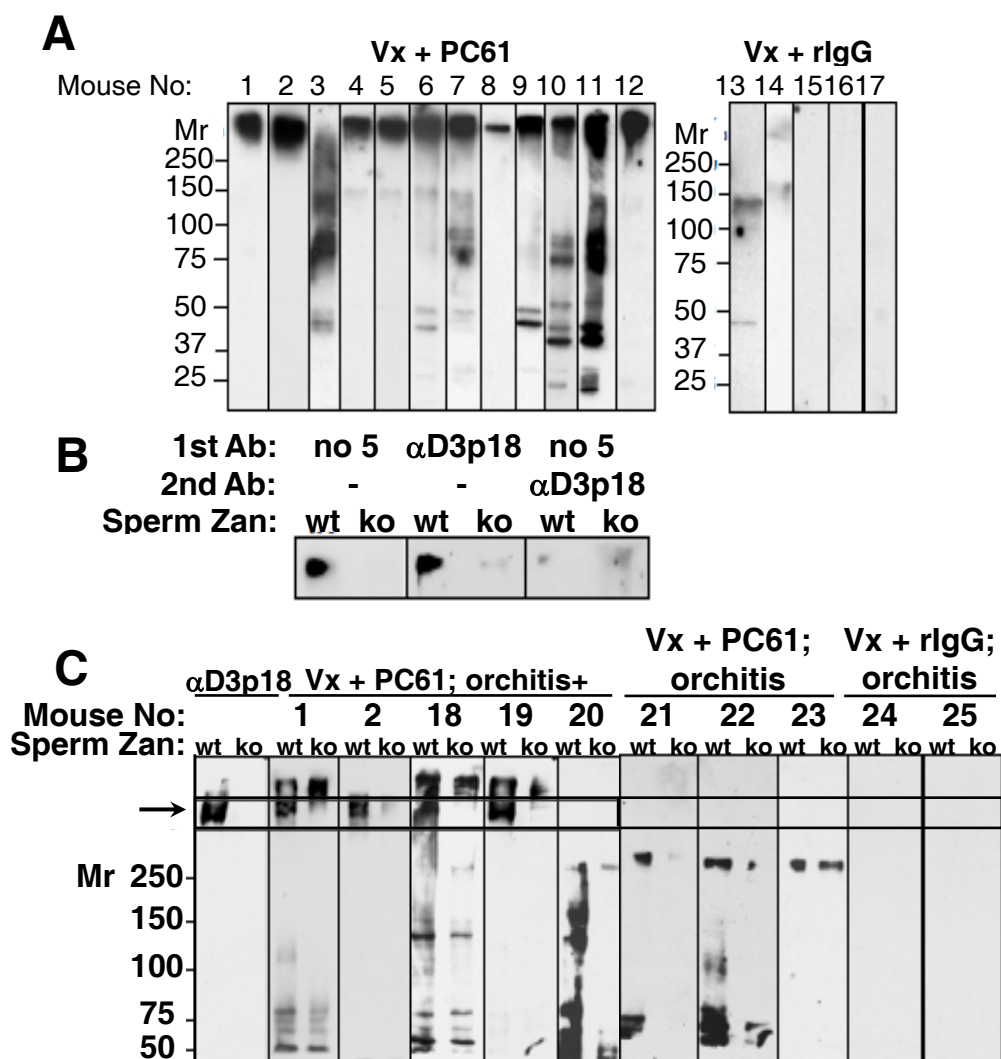 A
Vx + PC61 Vx + rIgG
Mouse No: 1 2 3 4 5 6 7 8 9 10 11 12 13 14 15 16 17
Mr Mr
250 250
150 150
100 100
75 75
50 50
37 37
25 25
B
1st Ab: no 5 αD3p18 no 5
2nd Ab: - - αD3p18
Sperm Zan: wt ko wt ko wt ko
C
Vx + PC61; Vx + rIgG;
αD3p18 Vx + PC61; orchitis+ orchitis orchitis
Mouse No: 1 2 18 19 20 21 22 23 24 25
Sperm Zan: wt ko wt ko wt ko wt ko wt ko wt ko wt ko wt ko wt ko wt ko wt ko
Mr 250
150
100
75
50